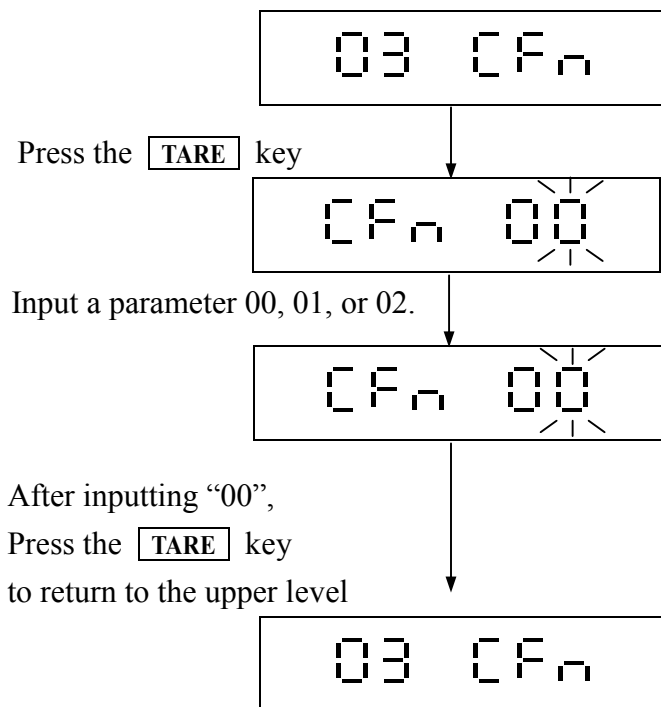 03 CFn
Press the TARE key
CFn 00
Input a parameter 00, 01, or 02.
CFn 00
After inputting “00”,
Press the TARE key
to return to the upper level
03 CFn